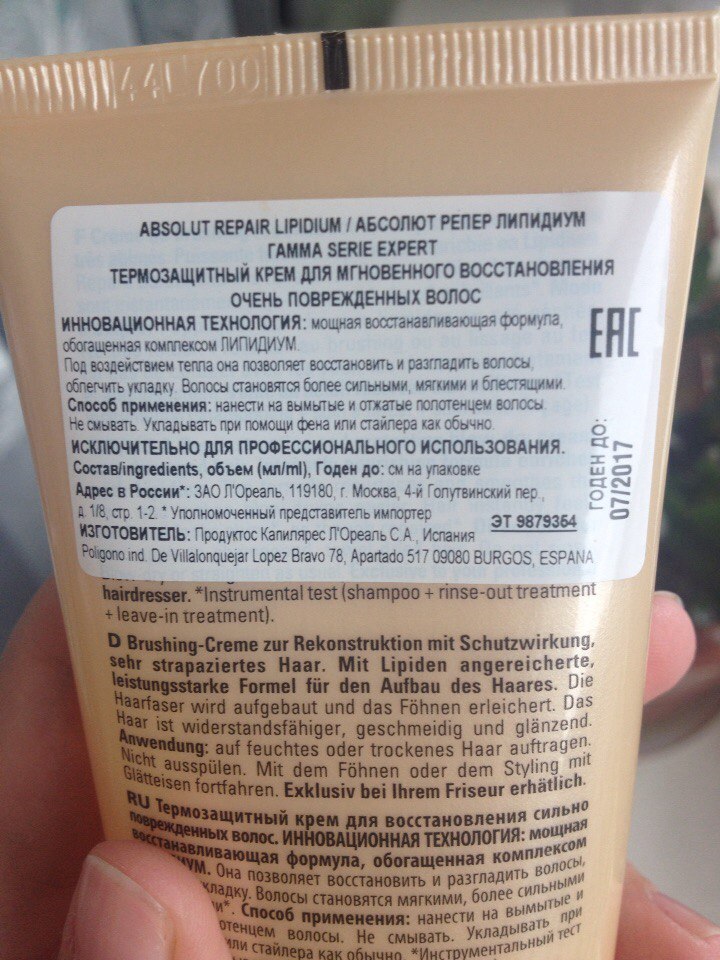 44L700
ABSOLUT REPAIR LIPIDIUM / АБСОЛЮТ РЕПЕР ЛИПИДИУМ
ГАММА SERIE EXPERT
ТЕРМОЗАЩИТНЫЙ КРЕМ ДЛЯ МГНОВЕННОГО ВОССТАНОВЛЕНИЯ
ОЧЕНЬ ПОВРЕЖДЕННЫХ ВОЛОС
ИННОВАЦИОННАЯ ТЕХНОЛОГИЯ: мощная восстанавливающая формула,
обогащенная комплексом ЛИПИДИУМ.
Под воздействием тепла она позволяет восстановить и разгладить волосы,
облегчить укладку. Волосы становятся более сильными, мягкими и блестящими.
Способ применения: нанести на вымытые и отжатые полотенцем волосы.
Не смывать. Укладывать при помощи фена или стайлера как обычно.
ИСКЛЮЧИТЕЛЬНО ДЛЯ ПРОФЕССИОНАЛЬНОГО ИСПОЛЬЗОВАНИЯ.
Состав/ingredients, объем (мл/ml), Годен до: см на упаковке
Адрес в России*: ЗАО Л'Ореаль, 119180, г. Москва, 4-й Голутвинский пер.,
д. 1/8, стр. 1-2. * Уполномоченный представитель импортер
ЭТ 9879354
ИЗГОТОВИТЕЛЬ: Продуктос Капилярес Л'Ореаль С.А., Испания
Poligono ind. De Villalonquejar Lopez Bravo 78, Apartado 517 09080 BURGOS, ESPANA
EAC
ГОДЕН ДО:
07/2017
hairdresser. *Instrumental test (shampoo + rinse-out treatment
+ leave-in treatment).
D Brushing-Creme zur Rekonstruktion mit Schutzwirkung,
sehr strapaziertes Haar. Mit Lipiden angereicherte,
leistungsstarke Formel für den Aufbau des Haares. Die
Haarfaser wird aufgebaut und das Föhnen erleichert. Das
Haar ist widerstandsfähiger, geschmeidig und glänzend.
Anwendung: auf feuchtes oder trockenes Haar auftragen.
Nicht ausspülen. Mit dem Föhnen oder dem Styling mit
Glätteisen fortfahren. Exklusiv bei Ihrem Friseur erhätlich.
RU Термозащитный крем для восстановления сильно
поврежденных волос. ИННОВАЦИОННАЯ ТЕХНОЛОГИЯ: мощная
восстанавливающая формула, обогащенная комплексом
Она позволяет восстановить и разгладить волосы,
Волосы становятся мягкими, более сильными
Способ применения: нанести на вымытые и
волосы. Не смывать. Укладывать при
или стайлера как обычно. *Инструментальный тест